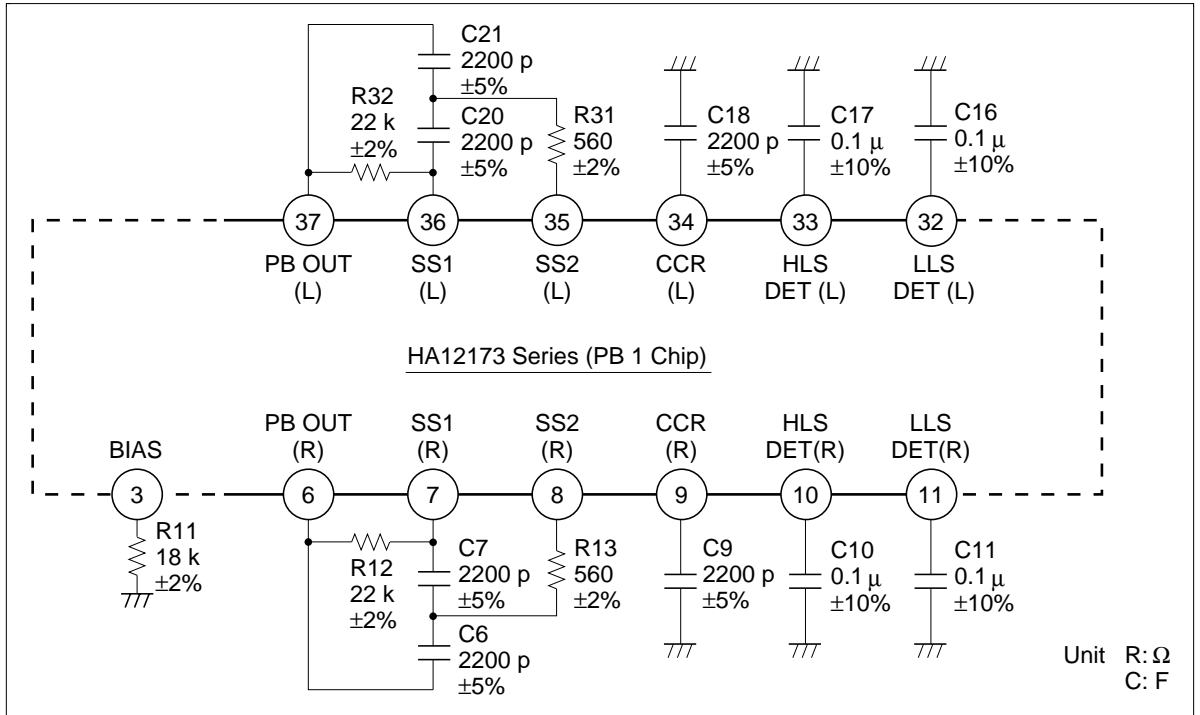 C21
2200 p
±5%
R32
22 k
±2%
C20
2200 p
±5%
R31
560
±2%
C18
2200 p
±5%
C17
0.1 µ
±10%
C16
0.1 µ
±10%
37
36
35
34
33
32
PB OUT
(L)
SS1
(L)
SS2
(L)
CCR
(L)
HLS
DET (L)
LLS
DET (L)
HA12173 Series (PB 1 Chip)
BIAS
PB OUT
(R)
SS1
(R)
SS2
(R)
CCR
(R)
HLS
DET(R)
LLS
DET(R)
3
6
7
8
9
10
11
R11
18 k
±2%
R12
22 k
±2%
C7
2200 p
±5%
C6
2200 p
±5%
R13
560
±2%
C9
2200 p
±5%
C10
0.1 µ
±10%
C11
0.1 µ
±10%
Unit R: Ω
C: F